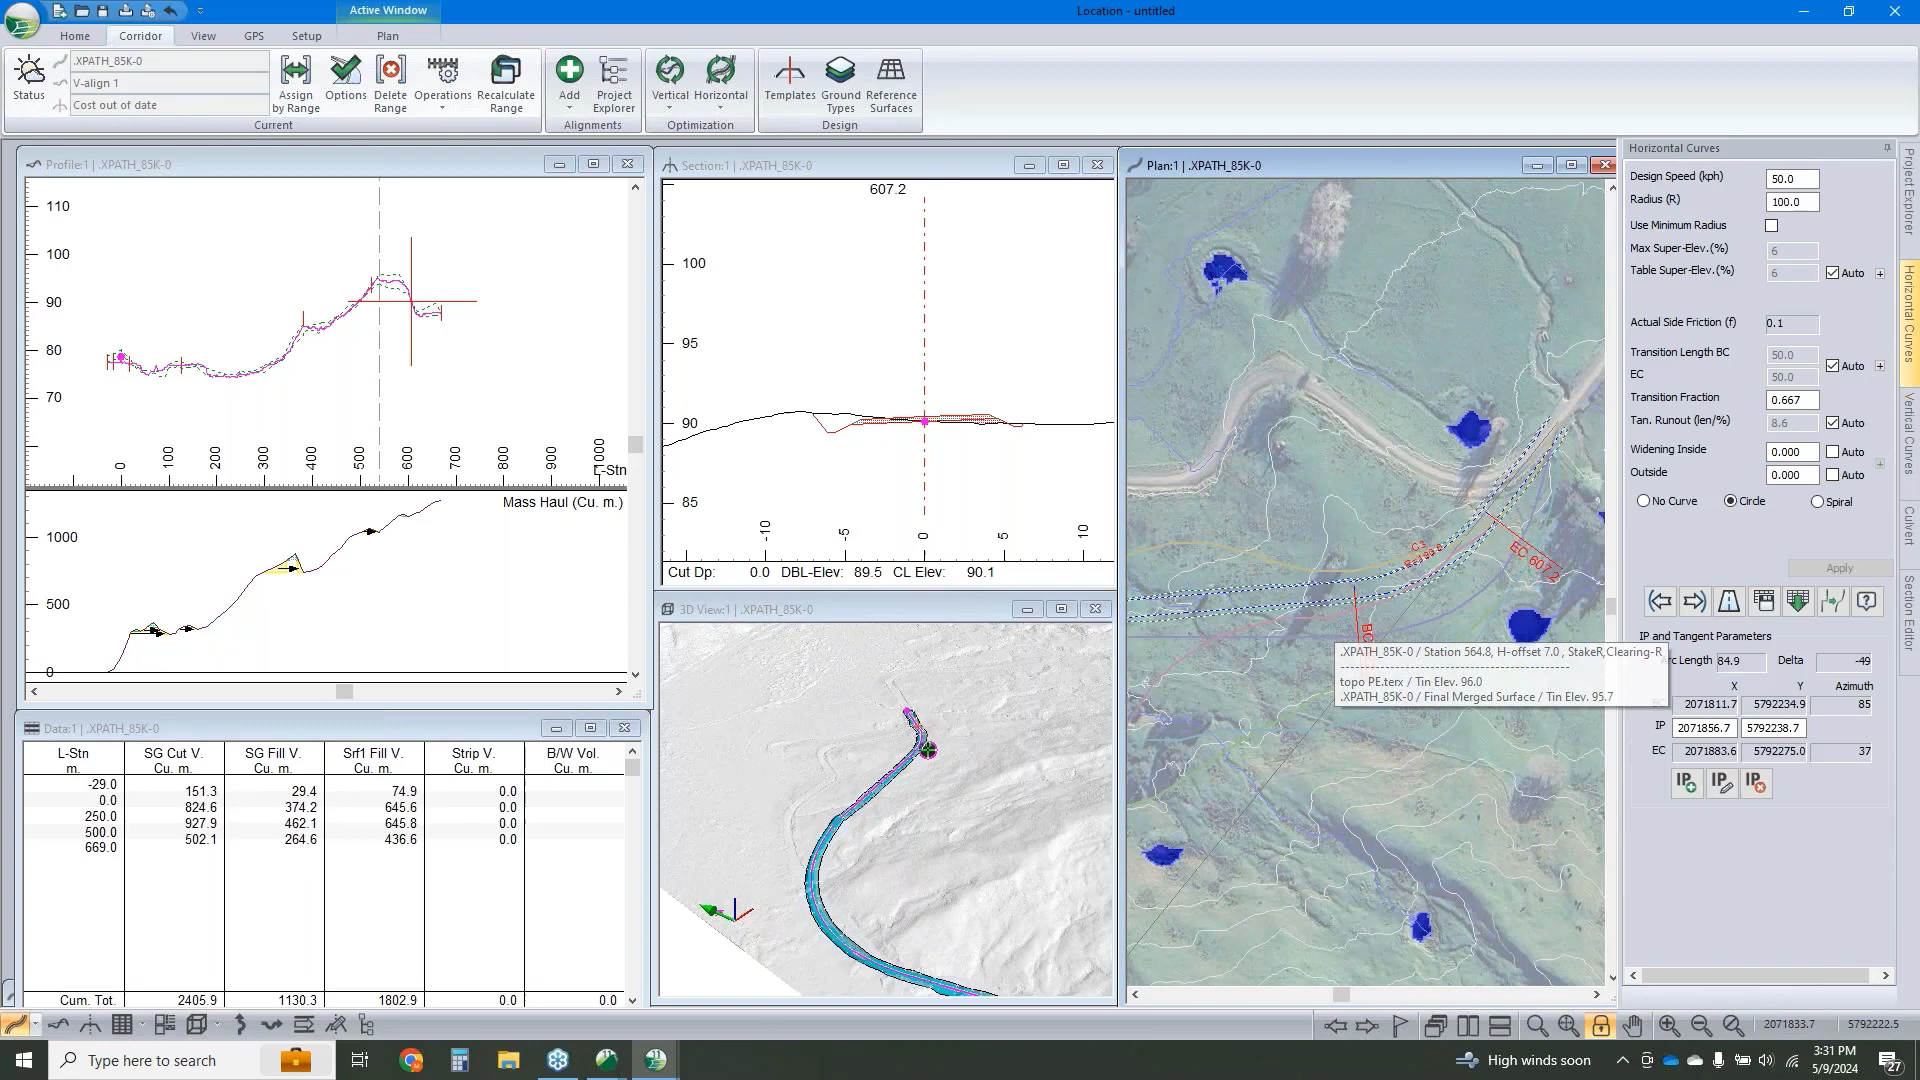 Active Window
Location - untitled
Home
Corridor
View
GPS
Setup
Plan
Status
.XPATH_85K-0
V-align 1
Cost out of date
Assign by Range
Options
Delete Range
Operations
Recalculate Range
Current
Add
Project Explorer
Alignments
Vertical
Horizontal
Optimization
Templates
Ground Types
Reference Surfaces
Design
Profile:1 | .XPATH_85K-0
110
100
90
80
70
0
100
200
300
400
500
600
700
800
900
1000
L-Stn
Mass Haul (Cu. m.)
1000
500
0
Section:1 | .XPATH_85K-0
607.2
100
95
90
85
-10
-5
0
5
10
Cut Dp: 0.0 DBL-Elev: 89.5 CL Elev: 90.1
3D View:1 | .XPATH_85K-0
Data:1 | .XPATH_85K-0
L-Stn SG Cut V. SG Fill V. Srf1 Fill V. Strip V. B/W Vol.
m. Cu. m. Cu. m. Cu. m. Cu. m. Cu. m.
-29.0
151.3 29.4 74.9 0.0
0.0
824.6 374.2 645.6 0.0
250.0
927.9 462.1 645.8 0.0
500.0
502.1 264.6 436.6 0.0
669.0
Cum. Tot. 2405.9 1130.3 1802.9 0.0 0.0
Plan:1 | .XPATH_85K-0
C3
EC 607.2
BC
.XPATH_85K-0 / Station 564.8, H-offset 7.0 , StakeR,Clearing-R
topo PE.terx / Tin Elev. 96.0
.XPATH_85K-0 / Final Merged Surface / Tin Elev. 95.7
Horizontal Curves
Design Speed (kph) 50.0
Radius (R) 100.0
Use Minimum Radius
Max Super-Elev.(%) 6
Table Super-Elev.(%) 6 Auto
Actual Side Friction (f) 0.1
Transition Length BC 50.0 Auto
EC 50.0
Transition Fraction 0.667
Tan. Runout (len/%) 8.6 Auto
Widening Inside 0.000 Auto
Outside 0.000 Auto
No Curve Circle Spiral
Apply
IP and Tangent Parameters
rc Length 84.9 Delta -49
X Y Azimuth
2071811.7 5792234.9 85
IP 2071856.7 5792238.7
EC 2071883.6 5792275.0 37
IP IP IP
Project Explorer
Horizontal Curves
Vertical Curves
Culvert
Section Editor
2071833.7 5792222.5
Type here to search
High winds soon
3:31 PM
5/9/2024
27